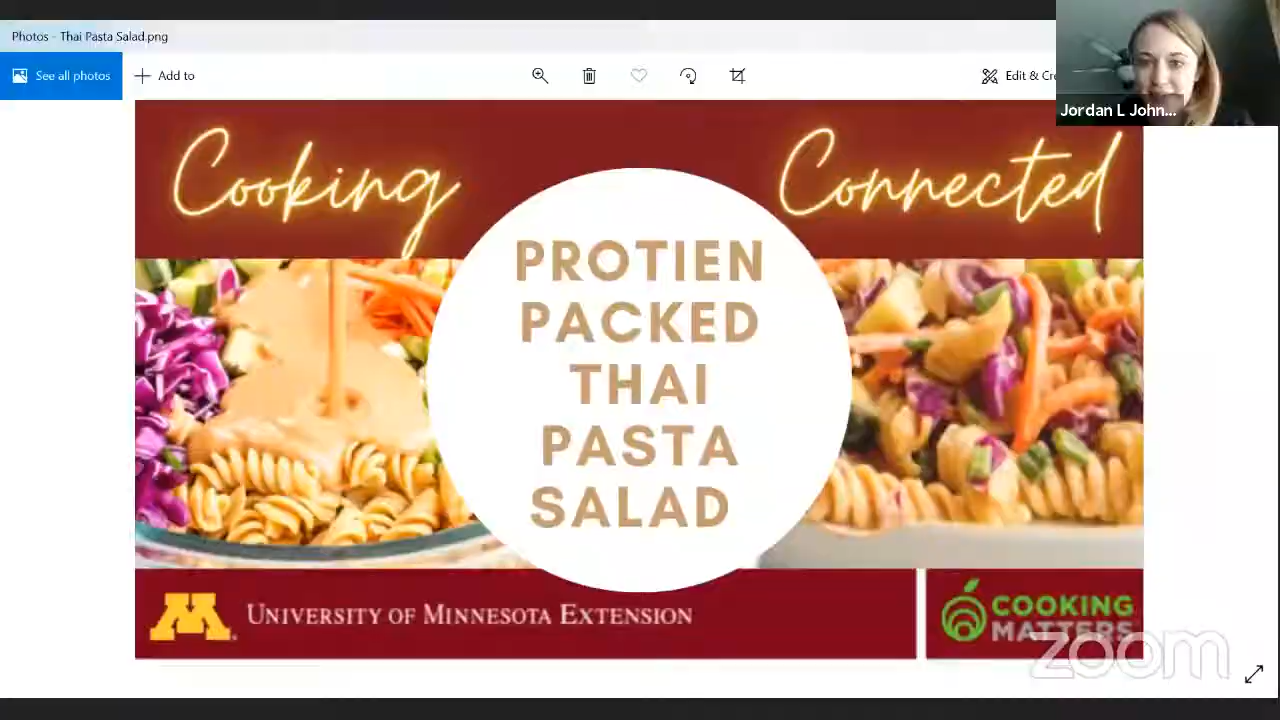 Photos - Thai Pasta Salad.png
See all photos
Add to
Edit & Cre
Jordan L John...
Cooking
Connected
PROTIEN
PACKED
THAI
PASTA
SALAD
M
UNIVERSITY OF MINNESOTA EXTENSION
COOKING
MATTERS
zoom